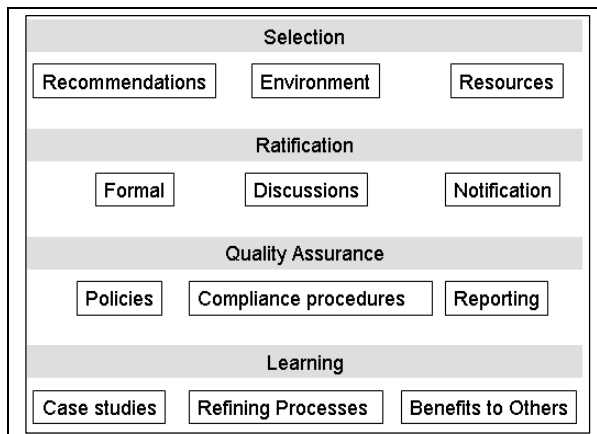 Selection
Recommendations Environment Resources
Ratification
Formal Discussions Notification
Quality Assurance
Policies Compliance procedures Reporting
Learning
Case studies Refining Processes Benefits to Others